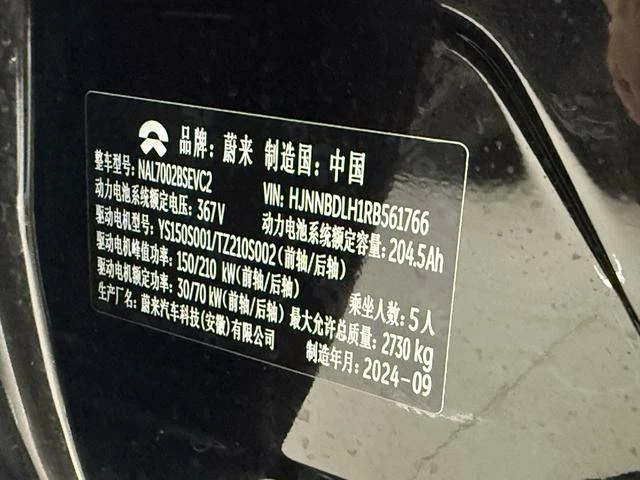 品牌：蔚来 制造国：中国
整车型号：NAL7002BSEVC2 VIN: HJNNBDLH1RB561766
动力电池系统额定电压：367V 动力电池系统额定容量：204.5Ah
驱动电机型号：YS150S001/TZ210S002(前轴/后轴)
驱动电机峰值功率：150/210 kW(前轴/后轴) 乘坐人数：5人
驱动电机额定功率：30/70 kW(前轴/后轴) 最大允许总质量：2730 kg
生产厂名：蔚来汽车科技(安徽)有限公司 制造年月：2024-09